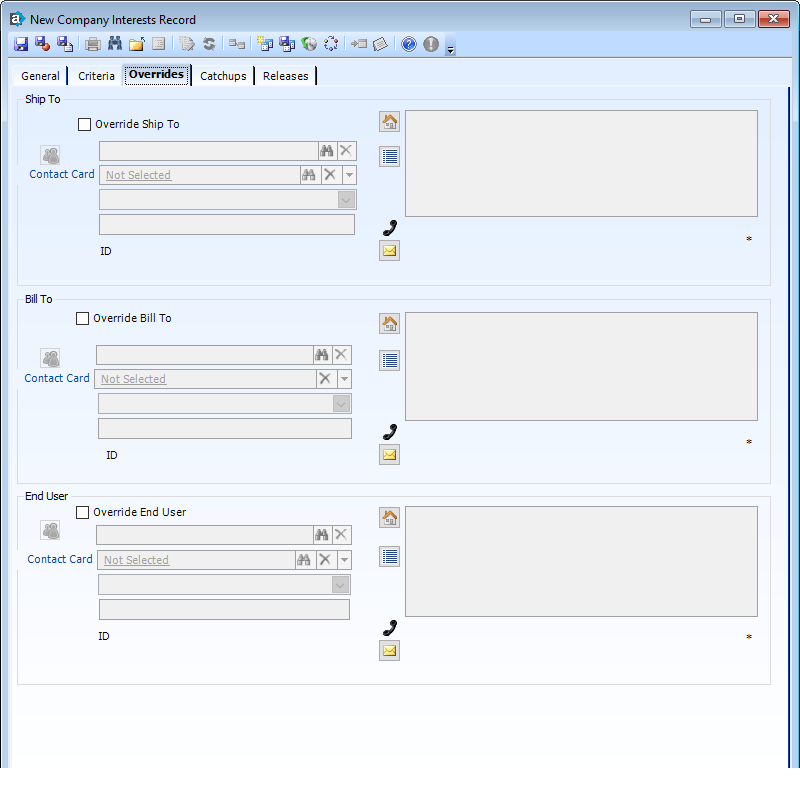 New Company Interests Record
General Criteria Overrides Catchups Releases
Ship To
Override Ship To
Contact Card Not Selected
ID
*
Bill To
Override Bill To
Contact Card Not Selected
ID
*
End User
Override End User
Contact Card Not Selected
ID
*